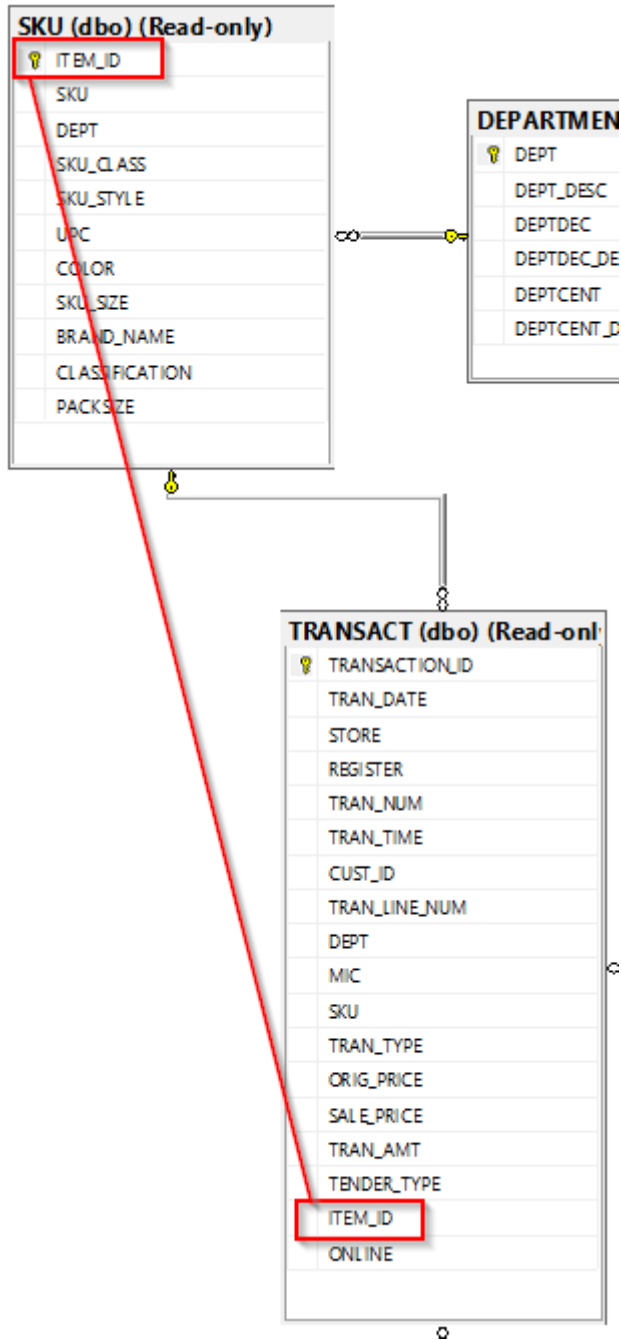 SKU (dbo) (Read-only)
ITEM_ID
SKU
DEPT
SKU_CLASS
SKU_STYLE
UPC
COLOR
SKU_SIZE
BRAND_NAME
CLASSIFICATION
PACKSIZE
DEPARTMEN
DEPT
DEPT_DESC
DEPTDEC
DEPTDEC_DE
DEPTCENT
DEPTCENT_D
TRANSACT (dbo) (Read-onl
TRANSACTION_ID
TRAN_DATE
STORE
REGISTER
TRAN_NUM
TRAN_TIME
CUST_ID
TRAN_LINE_NUM
DEPT
MIC
SKU
TRAN_TYPE
ORIG_PRICE
SALE_PRICE
TRAN_AMT
TENDER_TYPE
ITEM_ID
ONLINE